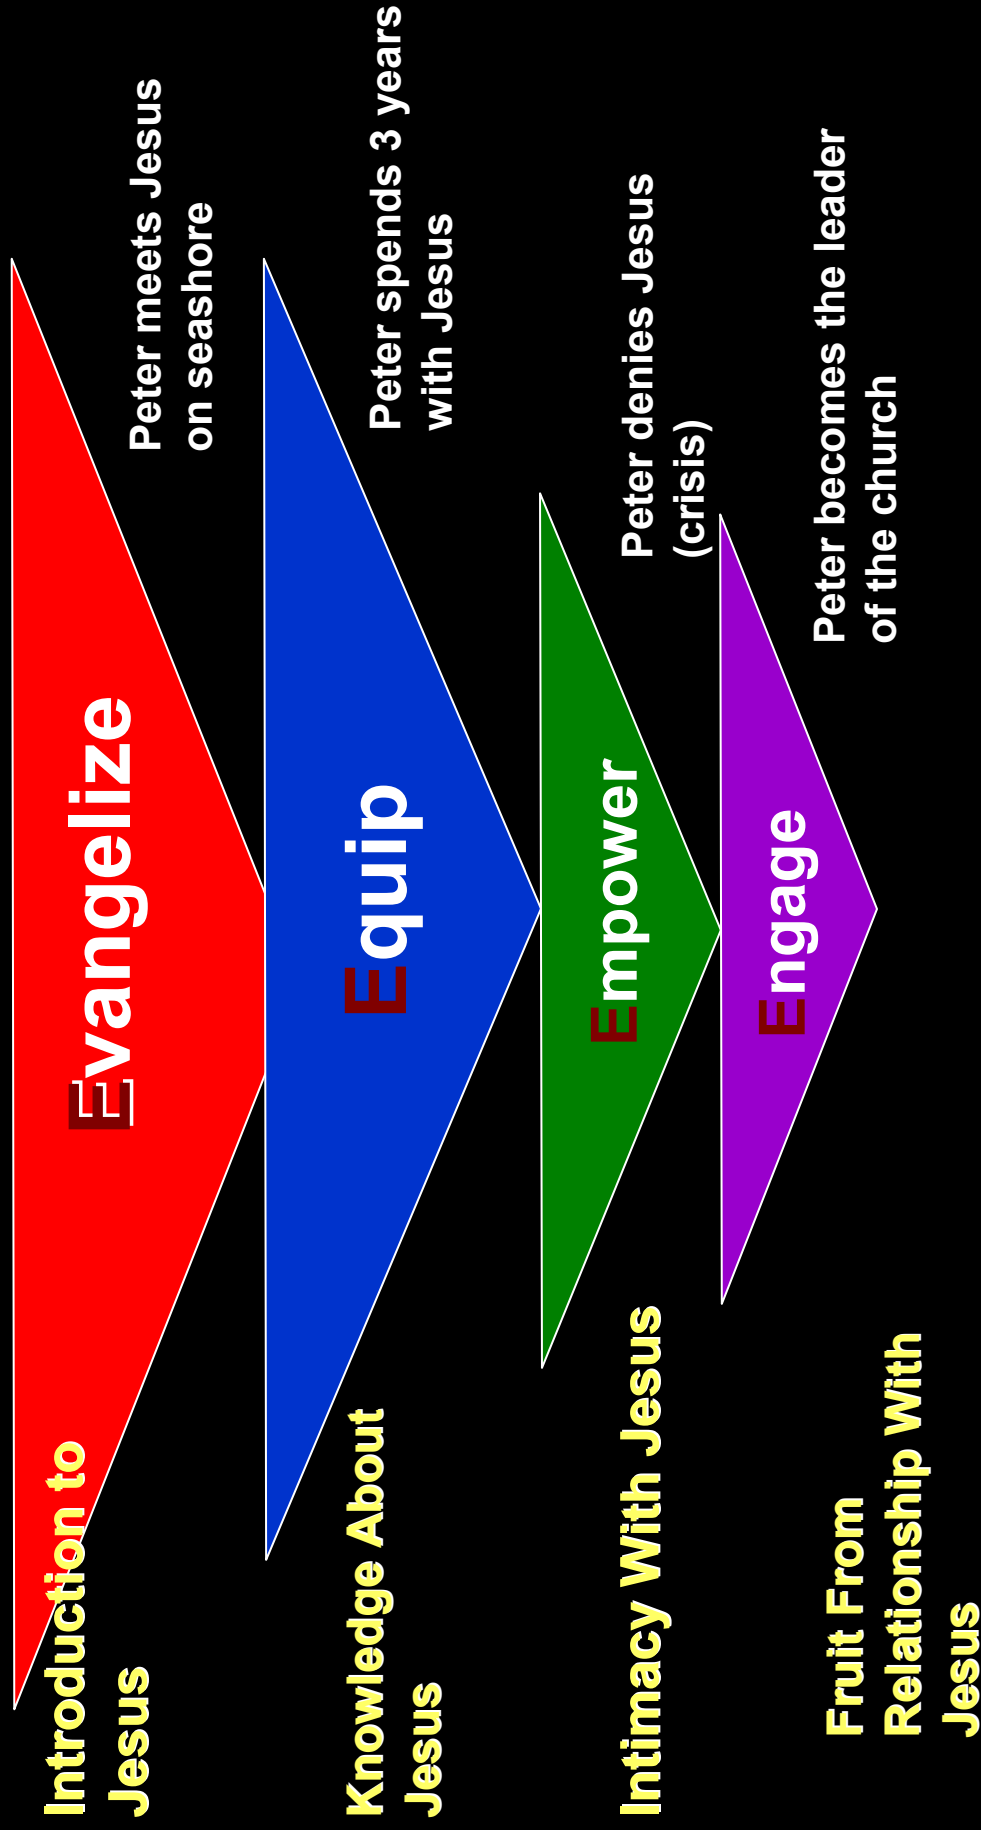 Introduction to
Jesus
Evangelize
Peter meets Jesus
on seashore
Knowledge About
Jesus
Equip
Peter spends 3 years
with Jesus
Intimacy With Jesus
Empower
Peter denies Jesus
(crisis)
Fruit From
Relationship With
Jesus
Engage
Peter becomes the leader
of the church